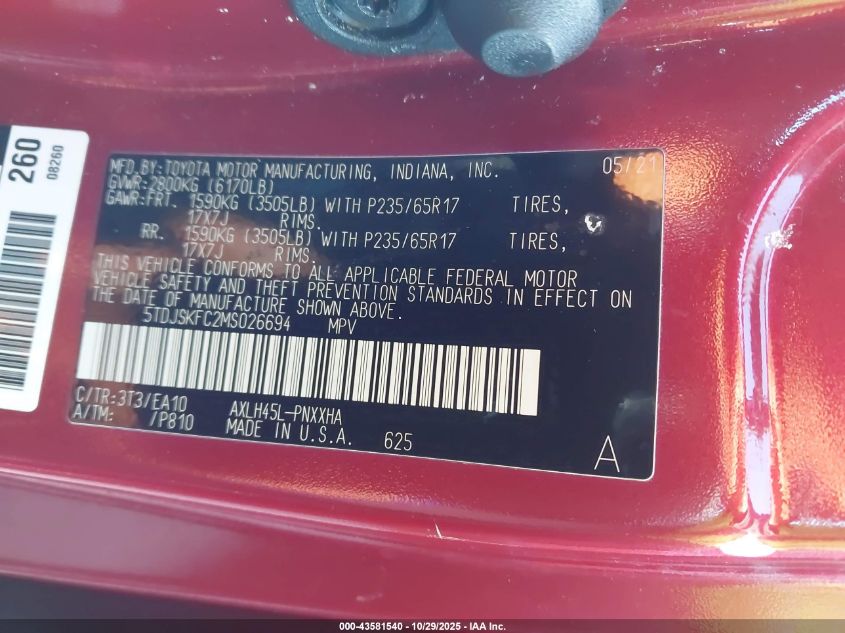 260
08260
MFD.BY:TOYOTA MOTOR MANUFACTURING, INDIANA, INC. 05/21
GVWR:2800KG (6170LB)
GAWR:FRT. 1590KG (3505LB) WITH P235/65R17 TIRES,
17X7J RIMS.
RR. 1590KG (3505LB) WITH P235/65R17 TIRES,
17X7J RIMS.
THIS VEHICLE CONFORMS TO ALL APPLICABLE FEDERAL MOTOR
VEHICLE SAFETY AND THEFT PREVENTION STANDARDS IN EFFECT ON
THE DATE OF MANUFACTURE SHOWN ABOVE.
5TDJSKFC2MS026694 MPV
C/TR:3T3/EA10 AXLH45L-PNXXHA
A/TM: /P810 MADE IN U.S.A. 625
A
000-43581540 - 10/29/2025 - IAA Inc.